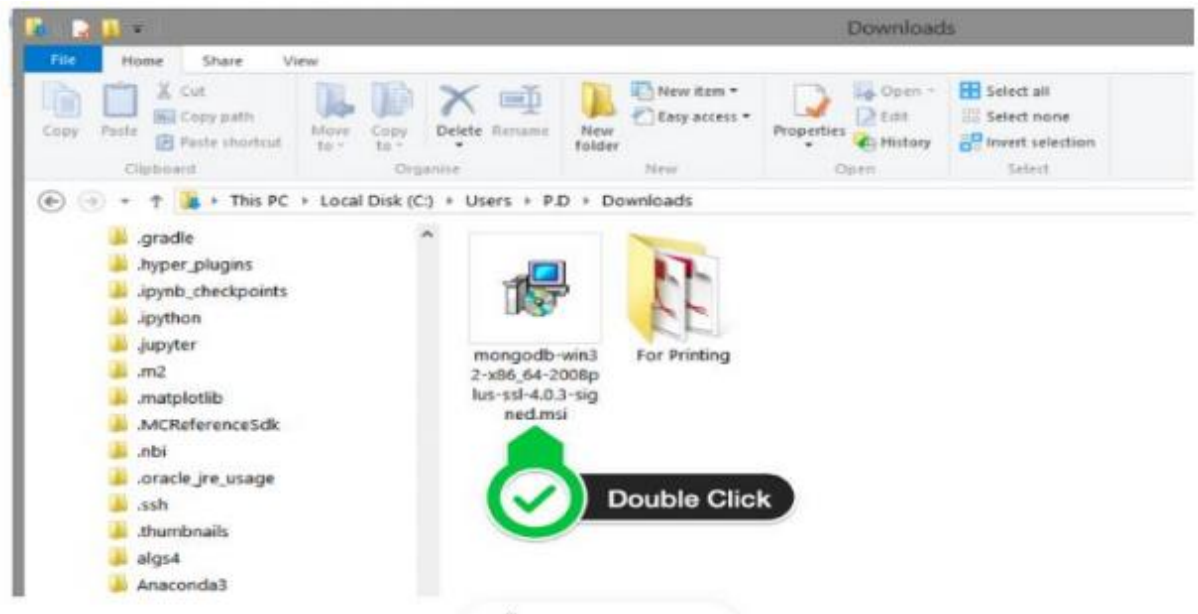 Downloads
File Home Share View
Copy Paste Cut Copy path Paste shortcut
Move to Copy to Delete Rename
New folder New item Easy access
Properties Open Edit History
Select all Select none Invert selection
Clipboard Organise New Open Select
This PC Local Disk (C:) Users P.D Downloads
.gradle
.hyper_plugins
.ipynb_checkpoints
.ipython
.jupyter
.m2
.matplotlib
.MCReferenceSdk
.nbi
.oracle_jre_usage
.ssh
.thumbnails
algs4
Anaconda3
mongodb-win3
2-x86_64-2008p
lus-ssl-4.0.3-sig
ned.msi
For Printing
Double Click